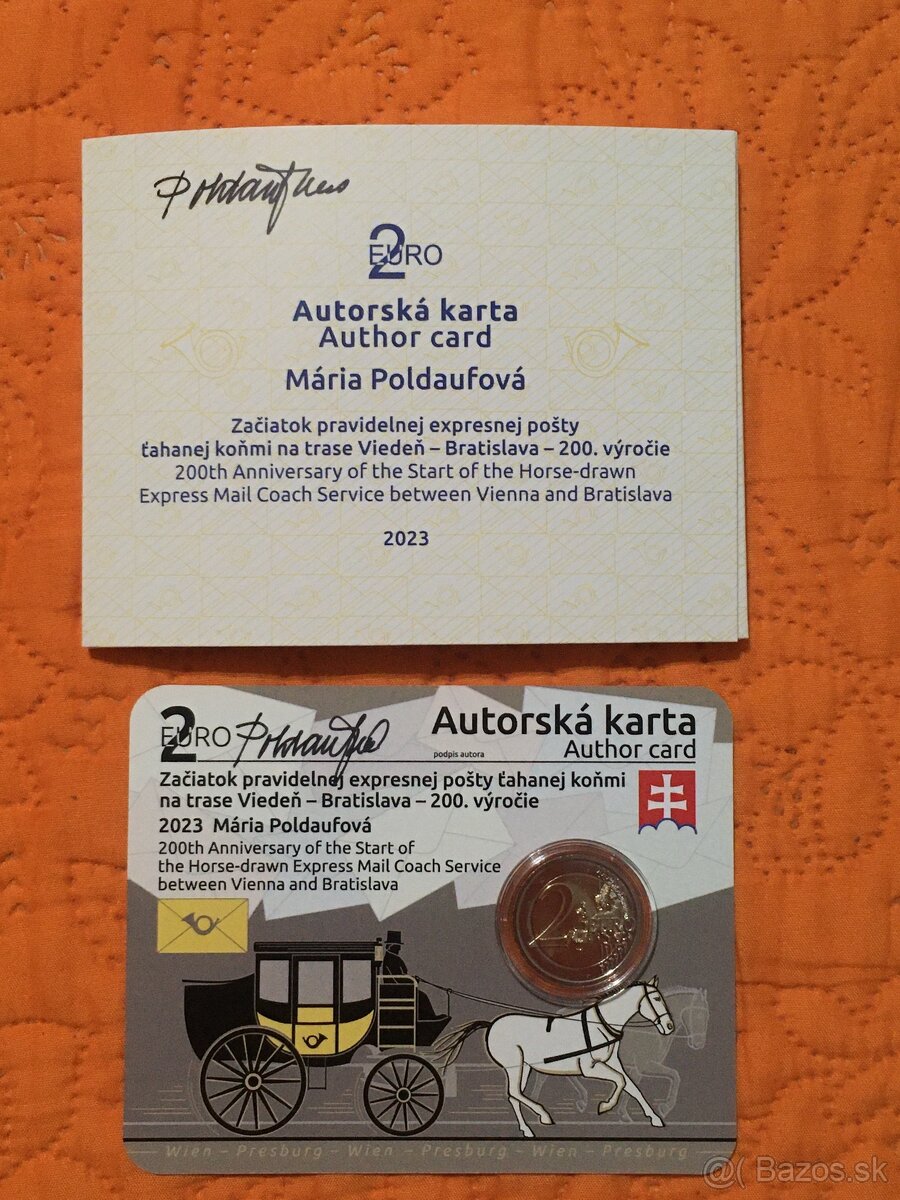 Poldaufová
2
EURO
Autorská karta
Author card
Mária Poldaufová
Začiatok pravidelnej expresnej pošty
ťahanej koňmi na trase Viedeň – Bratislava – 200. výročie
200th Anniversary of the Start of the Horse-drawn
Express Mail Coach Service between Vienna and Bratislava
2023
2
EURO
Poldaufová
podpis autora
Autorská karta
Author card
Začiatok pravidelnej expresnej pošty ťahanej koňmi
na trase Viedeň – Bratislava – 200. výročie
2023 Mária Poldaufová
200th Anniversary of the Start of
the Horse-drawn Express Mail Coach Service
between Vienna and Bratislava
2
Wien – Presburg – Wien – Presburg – Wien – Presburg
@( Bazos.sk